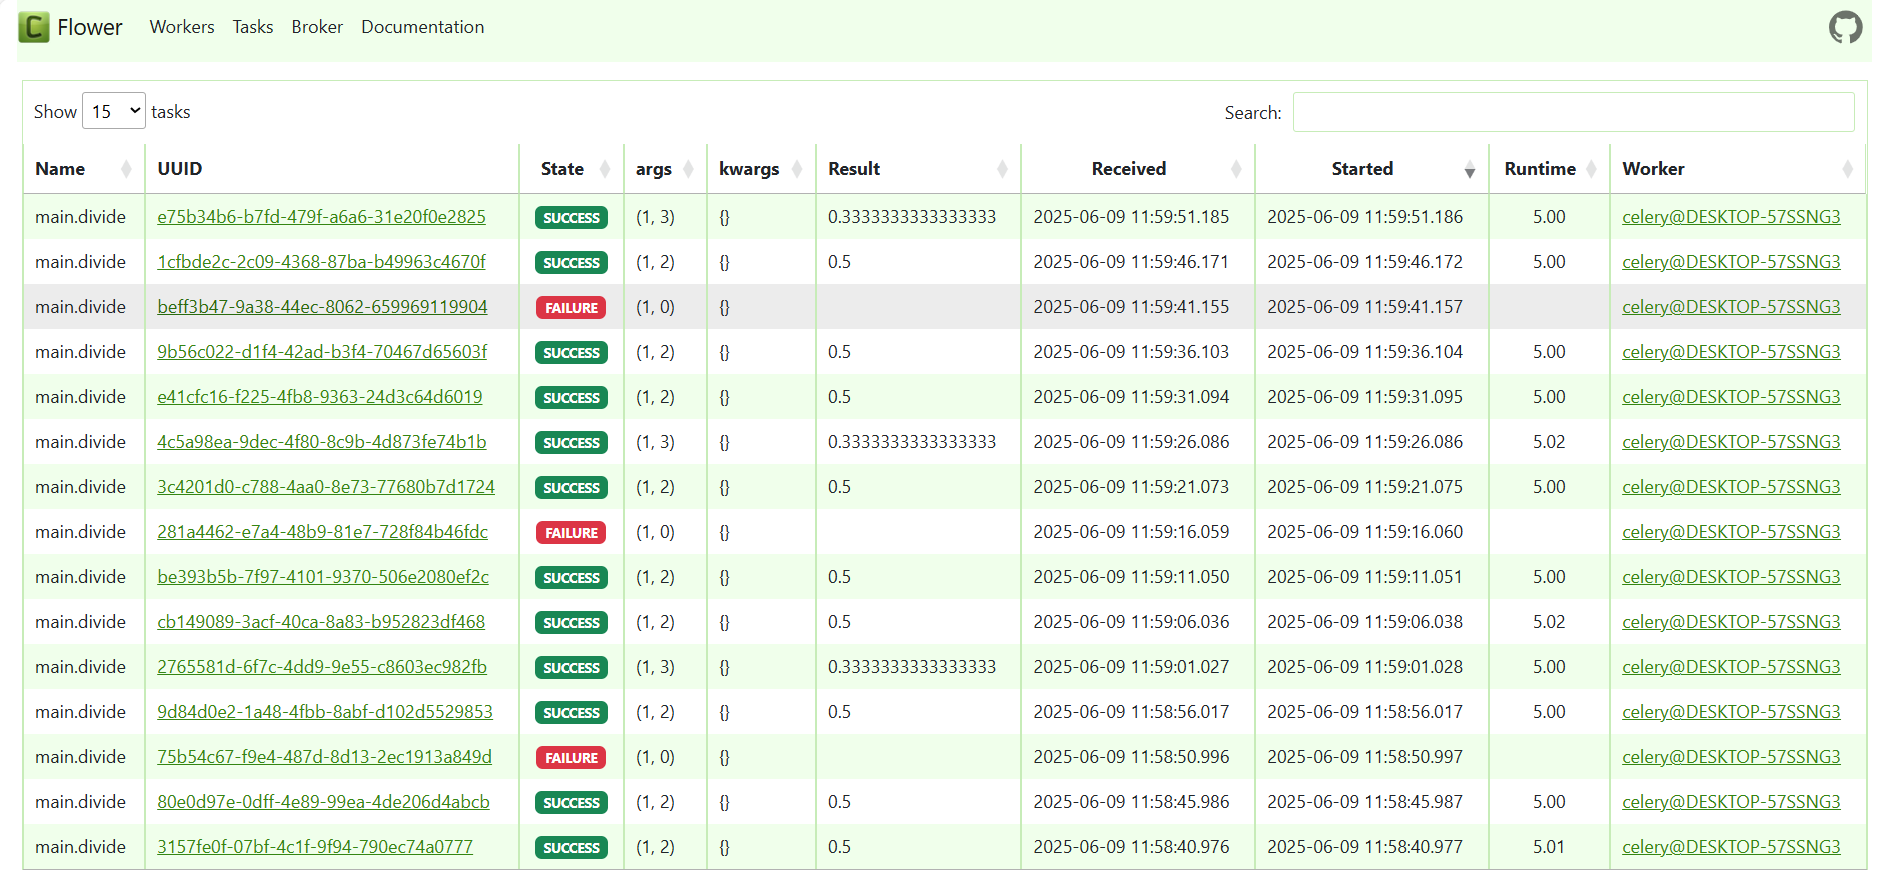 Flower Workers Tasks Broker Documentation
Show 15 tasks Search:
Name UUID State args kwargs Result Received Started Runtime Worker
main.divide e75b34b6-b7fd-479f-a6a6-31e20f0e2825 SUCCESS (1, 3) {} 0.3333333333333333 2025-06-09 11:59:51.185 2025-06-09 11:59:51.186 5.00 celery@DESKTOP-57SSNG3
main.divide 1cfbde2c-2c09-4368-87ba-b49963c4670f SUCCESS (1, 2) {} 0.5 2025-06-09 11:59:46.171 2025-06-09 11:59:46.172 5.00 celery@DESKTOP-57SSNG3
main.divide beff3b47-9a38-44ec-8062-659969119904 FAILURE (1, 0) {} 2025-06-09 11:59:41.155 2025-06-09 11:59:41.157 celery@DESKTOP-57SSNG3
main.divide 9b56c022-d1f4-42ad-b3f4-70467d65603f SUCCESS (1, 2) {} 0.5 2025-06-09 11:59:36.103 2025-06-09 11:59:36.104 5.00 celery@DESKTOP-57SSNG3
main.divide e41cfc16-f225-4fb8-9363-24d3c64d6019 SUCCESS (1, 2) {} 0.5 2025-06-09 11:59:31.094 2025-06-09 11:59:31.095 5.00 celery@DESKTOP-57SSNG3
main.divide 4c5a98ea-9dec-4f80-8c9b-4d873fe74b1b SUCCESS (1, 3) {} 0.3333333333333333 2025-06-09 11:59:26.086 2025-06-09 11:59:26.086 5.02 celery@DESKTOP-57SSNG3
main.divide 3c4201d0-c788-4aa0-8e73-77680b7d1724 SUCCESS (1, 2) {} 0.5 2025-06-09 11:59:21.073 2025-06-09 11:59:21.075 5.00 celery@DESKTOP-57SSNG3
main.divide 281a4462-e7a4-48b9-81e7-728f84b46fdc FAILURE (1, 0) {} 2025-06-09 11:59:16.059 2025-06-09 11:59:16.060 celery@DESKTOP-57SSNG3
main.divide be393b5b-7f97-4101-9370-506e2080ef2c SUCCESS (1, 2) {} 0.5 2025-06-09 11:59:11.050 2025-06-09 11:59:11.051 5.00 celery@DESKTOP-57SSNG3
main.divide cb149089-3acf-40ca-8a83-b952823df468 SUCCESS (1, 2) {} 0.5 2025-06-09 11:59:06.036 2025-06-09 11:59:06.038 5.02 celery@DESKTOP-57SSNG3
main.divide 2765581d-6f7c-4dd9-9e55-c8603ec982fb SUCCESS (1, 3) {} 0.3333333333333333 2025-06-09 11:59:01.027 2025-06-09 11:59:01.028 5.00 celery@DESKTOP-57SSNG3
main.divide 9d84d0e2-1a48-4fbb-8abf-d102d5529853 SUCCESS (1, 2) {} 0.5 2025-06-09 11:58:56.017 2025-06-09 11:58:56.017 5.00 celery@DESKTOP-57SSNG3
main.divide 75b54c67-f9e4-487d-8d13-2ec1913a849d FAILURE (1, 0) {} 2025-06-09 11:58:50.996 2025-06-09 11:58:50.997 celery@DESKTOP-57SSNG3
main.divide 80e0d97e-0dff-4e89-99ea-4de206d4abcb SUCCESS (1, 2) {} 0.5 2025-06-09 11:58:45.986 2025-06-09 11:58:45.987 5.00 celery@DESKTOP-57SSNG3
main.divide 3157fe0f-07bf-4c1f-9f94-790ec74a0777 SUCCESS (1, 2) {} 0.5 2025-06-09 11:58:40.976 2025-06-09 11:58:40.977 5.01 celery@DESKTOP-57SSNG3